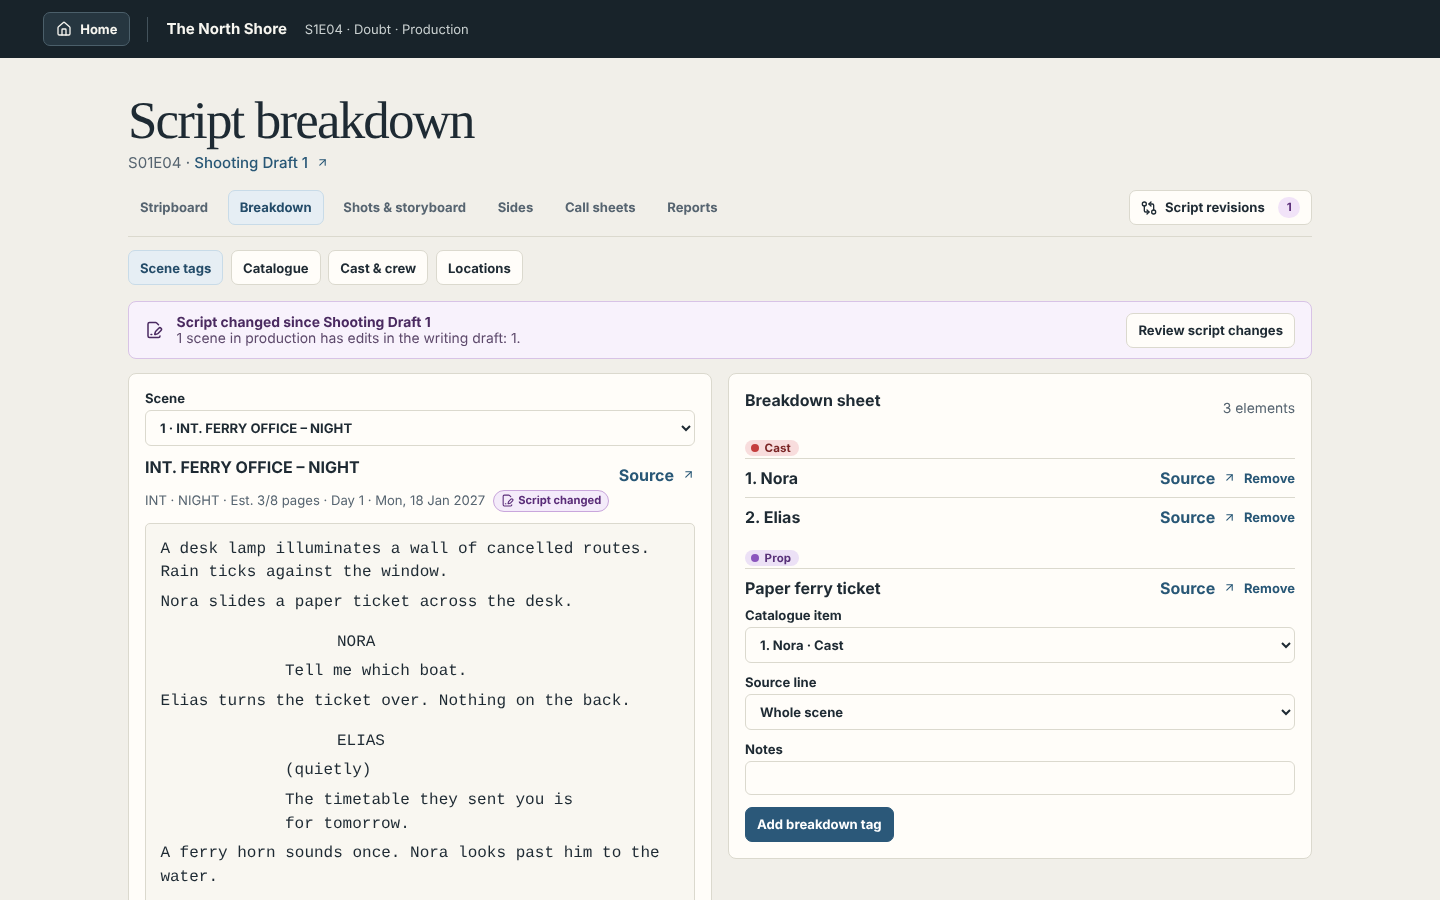 Home
The North Shore
S1E04 · Doubt · Production
Script breakdown
S01E04 · Shooting Draft 1 ↗
Stripboard
Breakdown
Shots & storyboard
Sides
Call sheets
Reports
Script revisions 1
Scene tags
Catalogue
Cast & crew
Locations
Script changed since Shooting Draft 1
1 scene in production has edits in the writing draft: 1.
Review script changes
Scene
1 · INT. FERRY OFFICE – NIGHT
INT. FERRY OFFICE – NIGHT
Source ↗
INT · NIGHT · Est. 3/8 pages · Day 1 · Mon, 18 Jan 2027
Script changed
A desk lamp illuminates a wall of cancelled routes.
Rain ticks against the window.
Nora slides a paper ticket across the desk.
NORA
Tell me which boat.
Elias turns the ticket over. Nothing on the back.
ELIAS
(quietly)
The timetable they sent you is
for tomorrow.
A ferry horn sounds once. Nora looks past him to the
water.
Breakdown sheet
3 elements
Cast
1. Nora
Source ↗ Remove
2. Elias
Source ↗ Remove
Prop
Paper ferry ticket
Source ↗ Remove
Catalogue item
1. Nora · Cast
Source line
Whole scene
Notes
Add breakdown tag